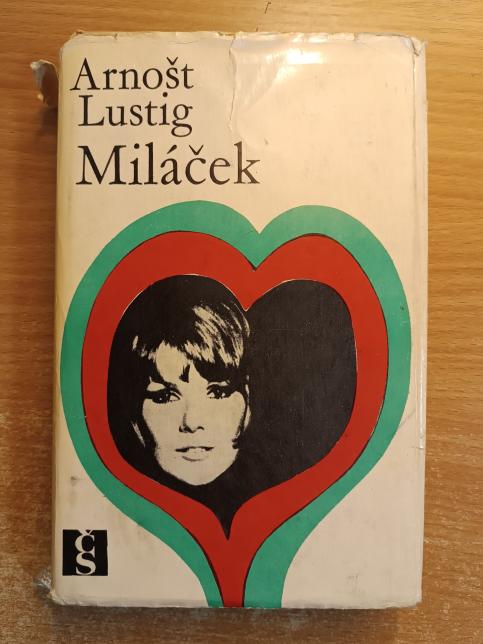 Arnošt
Lustig
Miláček
čs